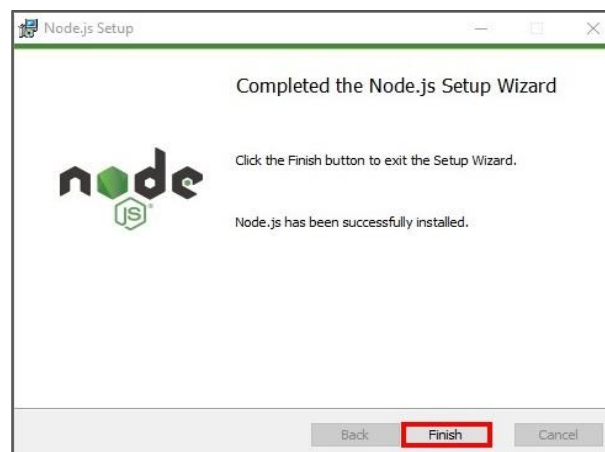 Node.js Setup
Completed the Node.js Setup Wizard
Click the Finish button to exit the Setup Wizard.
node
JS
Node.js has been successfully installed.
Back Finish Cancel